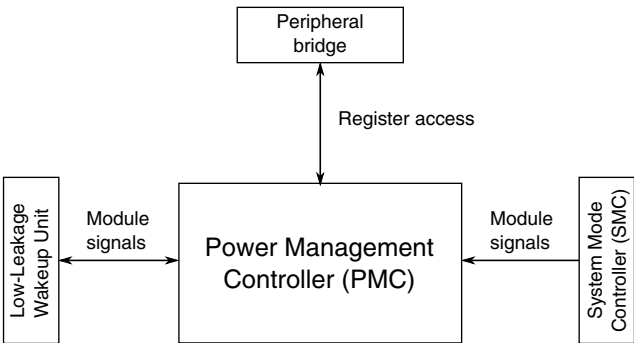 Peripheral
bridge
Register access
Low-Leakage
Wakeup Unit
Module
signals
Power Management
Controller (PMC)
Module
signals
System Mode
Controller (SMC)